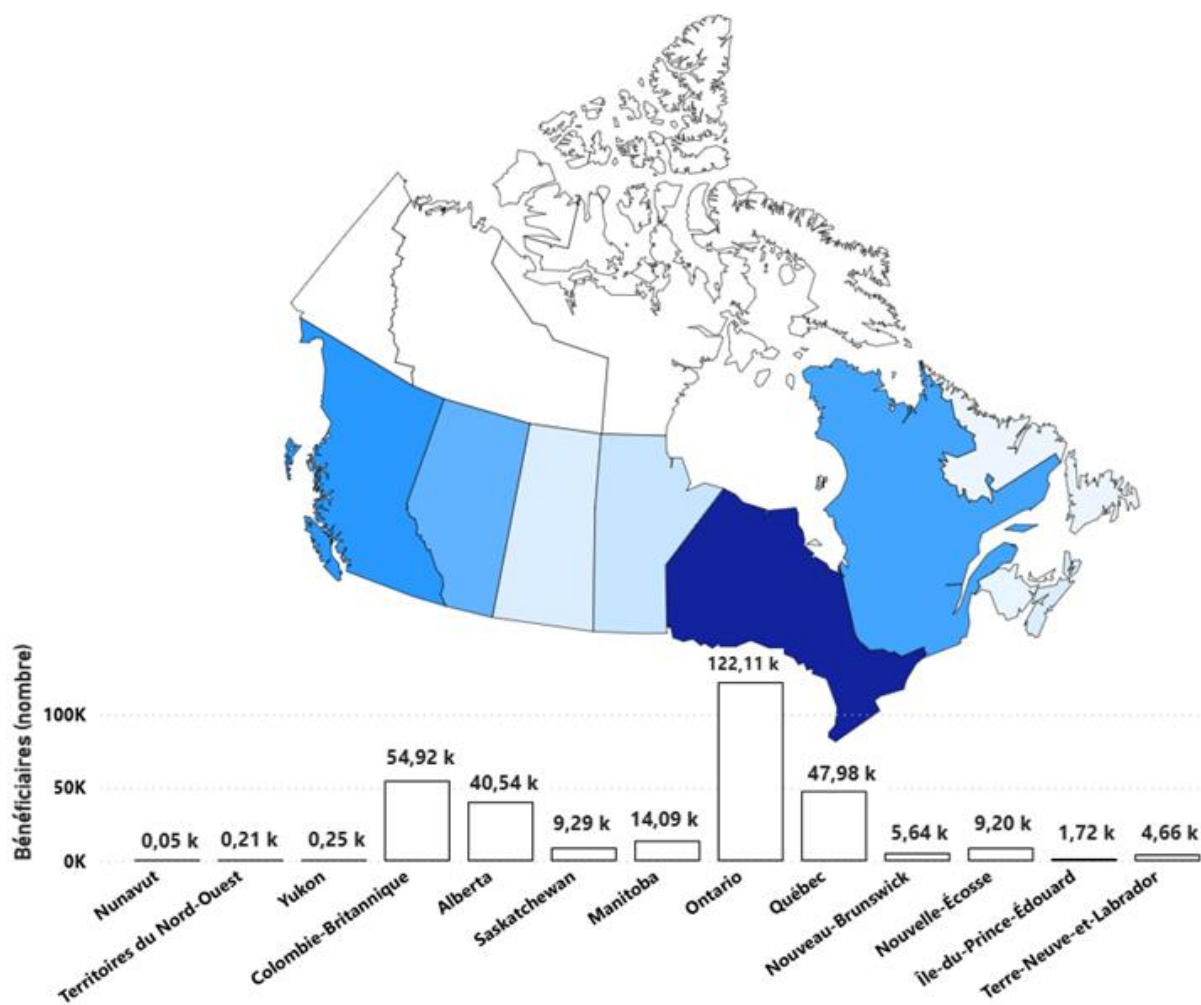 Bénéficiaires (nombre)
100K
50K
0K
0,05 k
0,21 k
0,25 k
54,92 k
40,54 k
9,29 k
14,09 k
122,11 k
47,98 k
5,64 k
9,20 k
1,72 k
4,66 k
Nunavut
Territoires du Nord-Ouest
Yukon
Colombie-Britannique
Alberta
Saskatchewan
Manitoba
Ontario
Québec
Nouveau-Brunswick
Nouvelle-Écosse
Île-du-Prince-Édouard
Terre-Neuve-et-Labrador